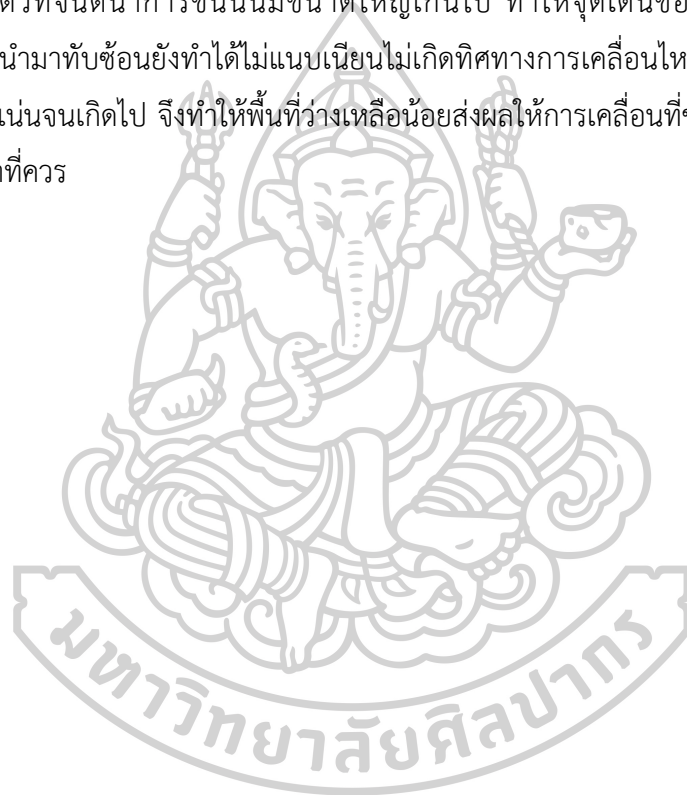 ตัวที่จินตนาการขึ้นนั้นมีขนาดใหญ่เกินไป ทำให้จุดเด่นขอ
นำมาทับซ้อนยังทำได้ไม่แนบเนียนไม่เกิดทิศทางการเคลื่อนไห
แน่นจนเกิดไป จึงทำให้พื้นที่ว่างเหลือน้อยส่งผลให้การเคลื่อนที่
ที่ควร
มหาวิทยาลัยศิลปากร